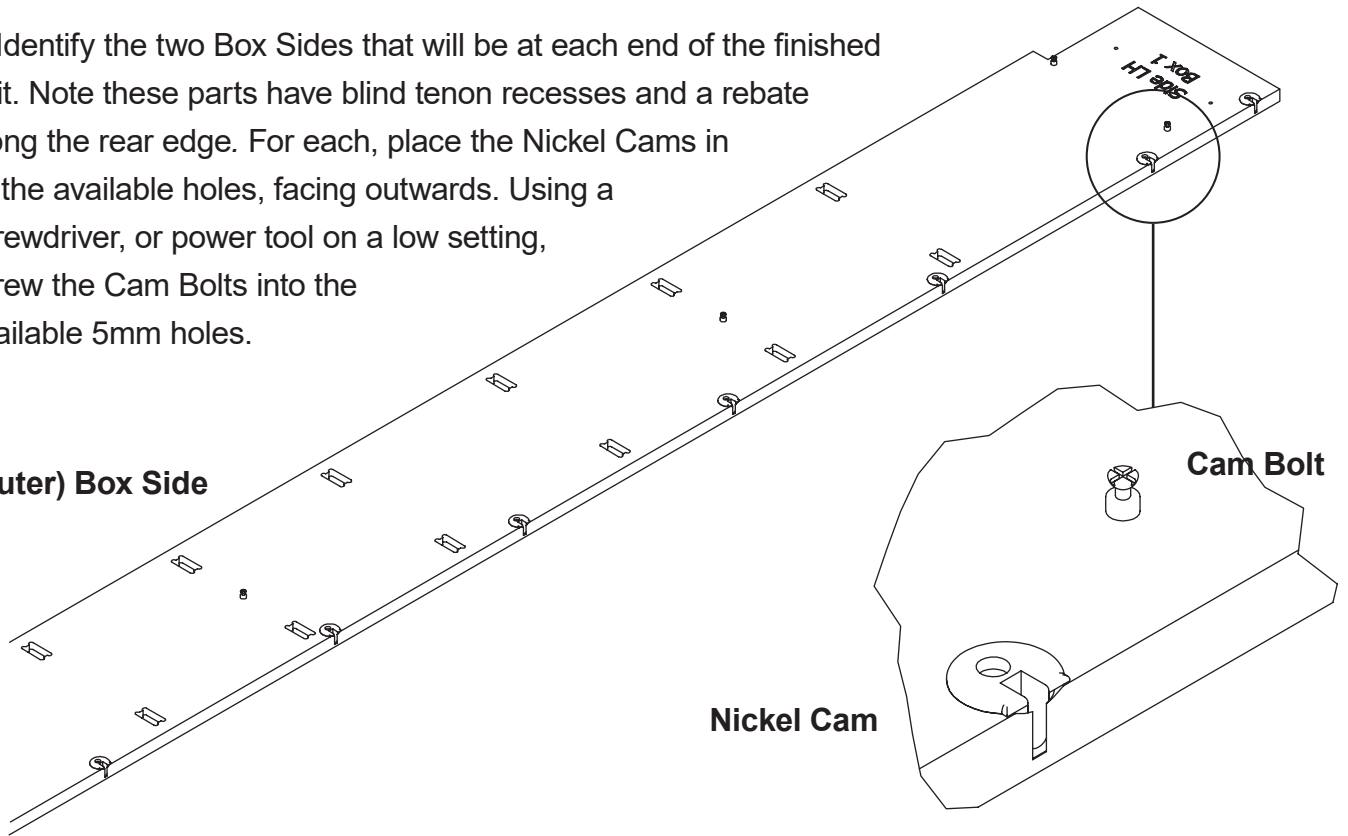 Identify the two Box Sides that will be at each end of the finished
it. Note these parts have blind tenon recesses and a rebate
ong the rear edge. For each, place the Nickel Cams in
the available holes, facing outwards. Using a
rewdriver, or power tool on a low setting,
rew the Cam Bolts into the
ailable 5mm holes.
Side LH
Box 1
uter) Box Side
Cam Bolt
Nickel Cam